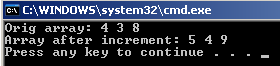 C:\WINDOWS\system32\cmd.exe
Orig array: 4 3 8
Array after increment: 5 4 9
Press any key to continue . . .